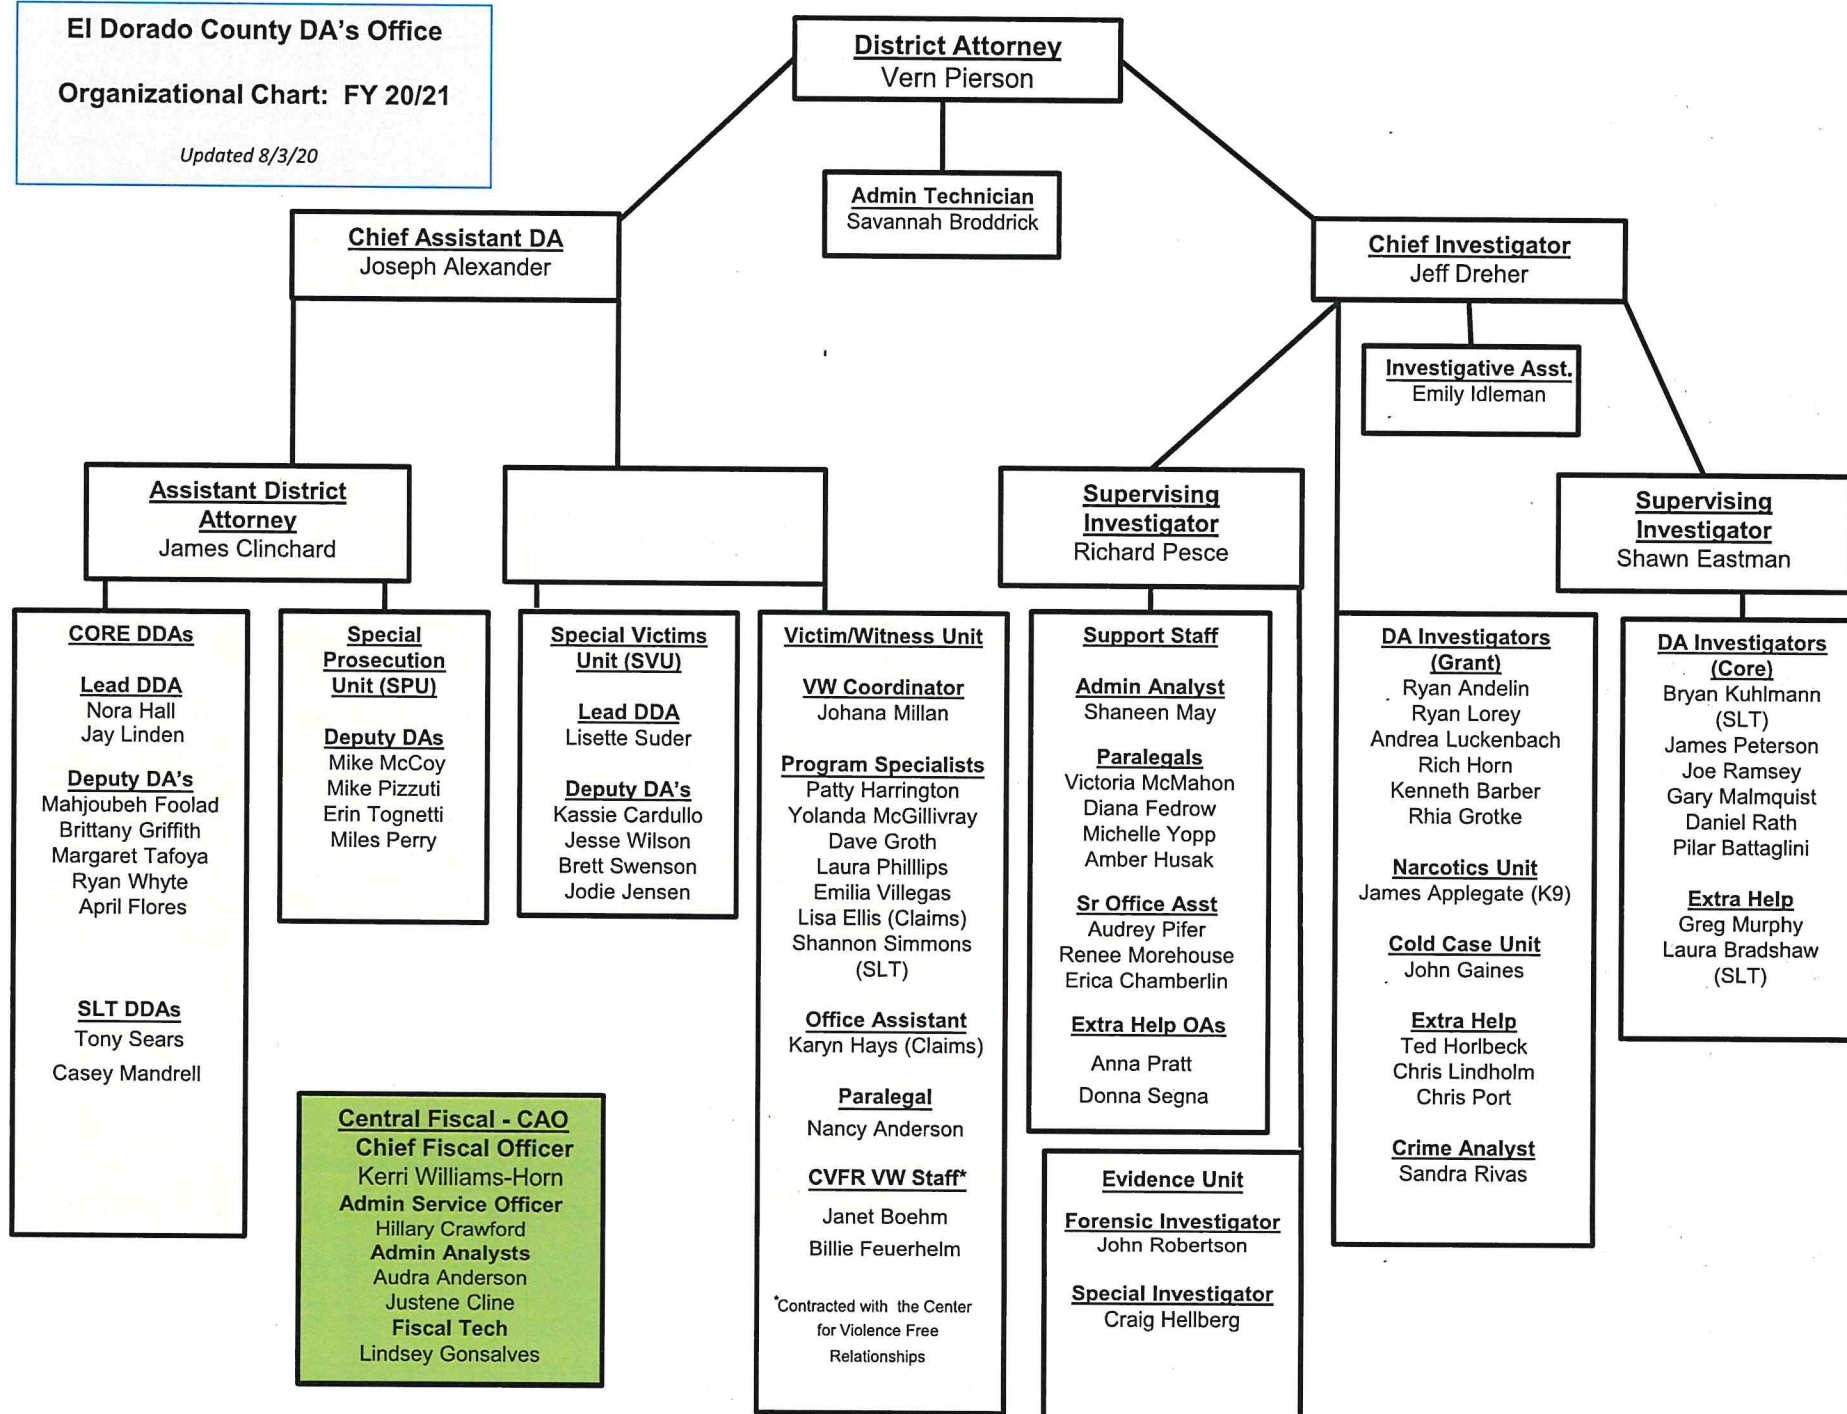 El Dorado County DA's Office
Organizational Chart: FY 20/21
Updated 8/3/20
District Attorney
Vern Pierson
Admin Technician
Savannah Broddrick
Chief Assistant DA
Joseph Alexander
Chief Investigator
Jeff Dreher
Investigative Asst.
Emily Idleman
Assistant District
Attorney
James Clinchard
Supervising
Investigator
Richard Pesce
Supervising
Investigator
Shawn Eastman
CORE DDAs
Lead DDA
Nora Hall
Jay Linden
Deputy DA's
Mahjoubeh Foolad
Brittany Griffith
Margaret Tafoya
Ryan Whyte
April Flores
SLT DDAs
Tony Sears
Casey Mandrell
Special
Prosecution
Unit (SPU)
Deputy DAs
Mike McCoy
Mike Pizzuti
Erin Tognetti
Miles Perry
Special Victims
Unit (SVU)
Lead DDA
Lisette Suder
Deputy DA's
Kassie Cardullo
Jesse Wilson
Brett Swenson
Jodie Jensen
Victim/Witness Unit
VW Coordinator
Johana Millan
Program Specialists
Patty Harrington
Yolanda McGillivray
Dave Groth
Laura Philllips
Emilia Villegas
Lisa Ellis (Claims)
Shannon Simmons
(SLT)
Office Assistant
Karyn Hays (Claims)
Paralegal
Nancy Anderson
CVFR VW Staff*
Janet Boehm
Billie Feuerhelm
*Contracted with the Center
for Violence Free
Relationships
Support Staff
Admin Analyst
Shaneen May
Paralegals
Victoria McMahon
Diana Fedrow
Michelle Yopp
Amber Husak
Sr Office Asst
Audrey Pifer
Renee Morehouse
Erica Chamberlin
Extra Help OAs
Anna Pratt
Donna Segna
Evidence Unit
Forensic Investigator
John Robertson
Special Investigator
Craig Hellberg
DA Investigators
(Grant)
Ryan Andelin
Ryan Lorey
Andrea Luckenbach
Rich Horn
Kenneth Barber
Rhia Grotke
Narcotics Unit
James Applegate (K9)
Cold Case Unit
John Gaines
Extra Help
Ted Horlbeck
Chris Lindholm
Chris Port
Crime Analyst
Sandra Rivas
DA Investigators
(Core)
Bryan Kuhlmann
(SLT)
James Peterson
Joe Ramsey
Gary Malmquist
Daniel Rath
Pilar Battaglini
Extra Help
Greg Murphy
Laura Bradshaw
(SLT)
Central Fiscal - CAO
Chief Fiscal Officer
Kerri Williams-Horn
Admin Service Officer
Hillary Crawford
Admin Analysts
Audra Anderson
Justene Cline
Fiscal Tech
Lindsey Gonsalves